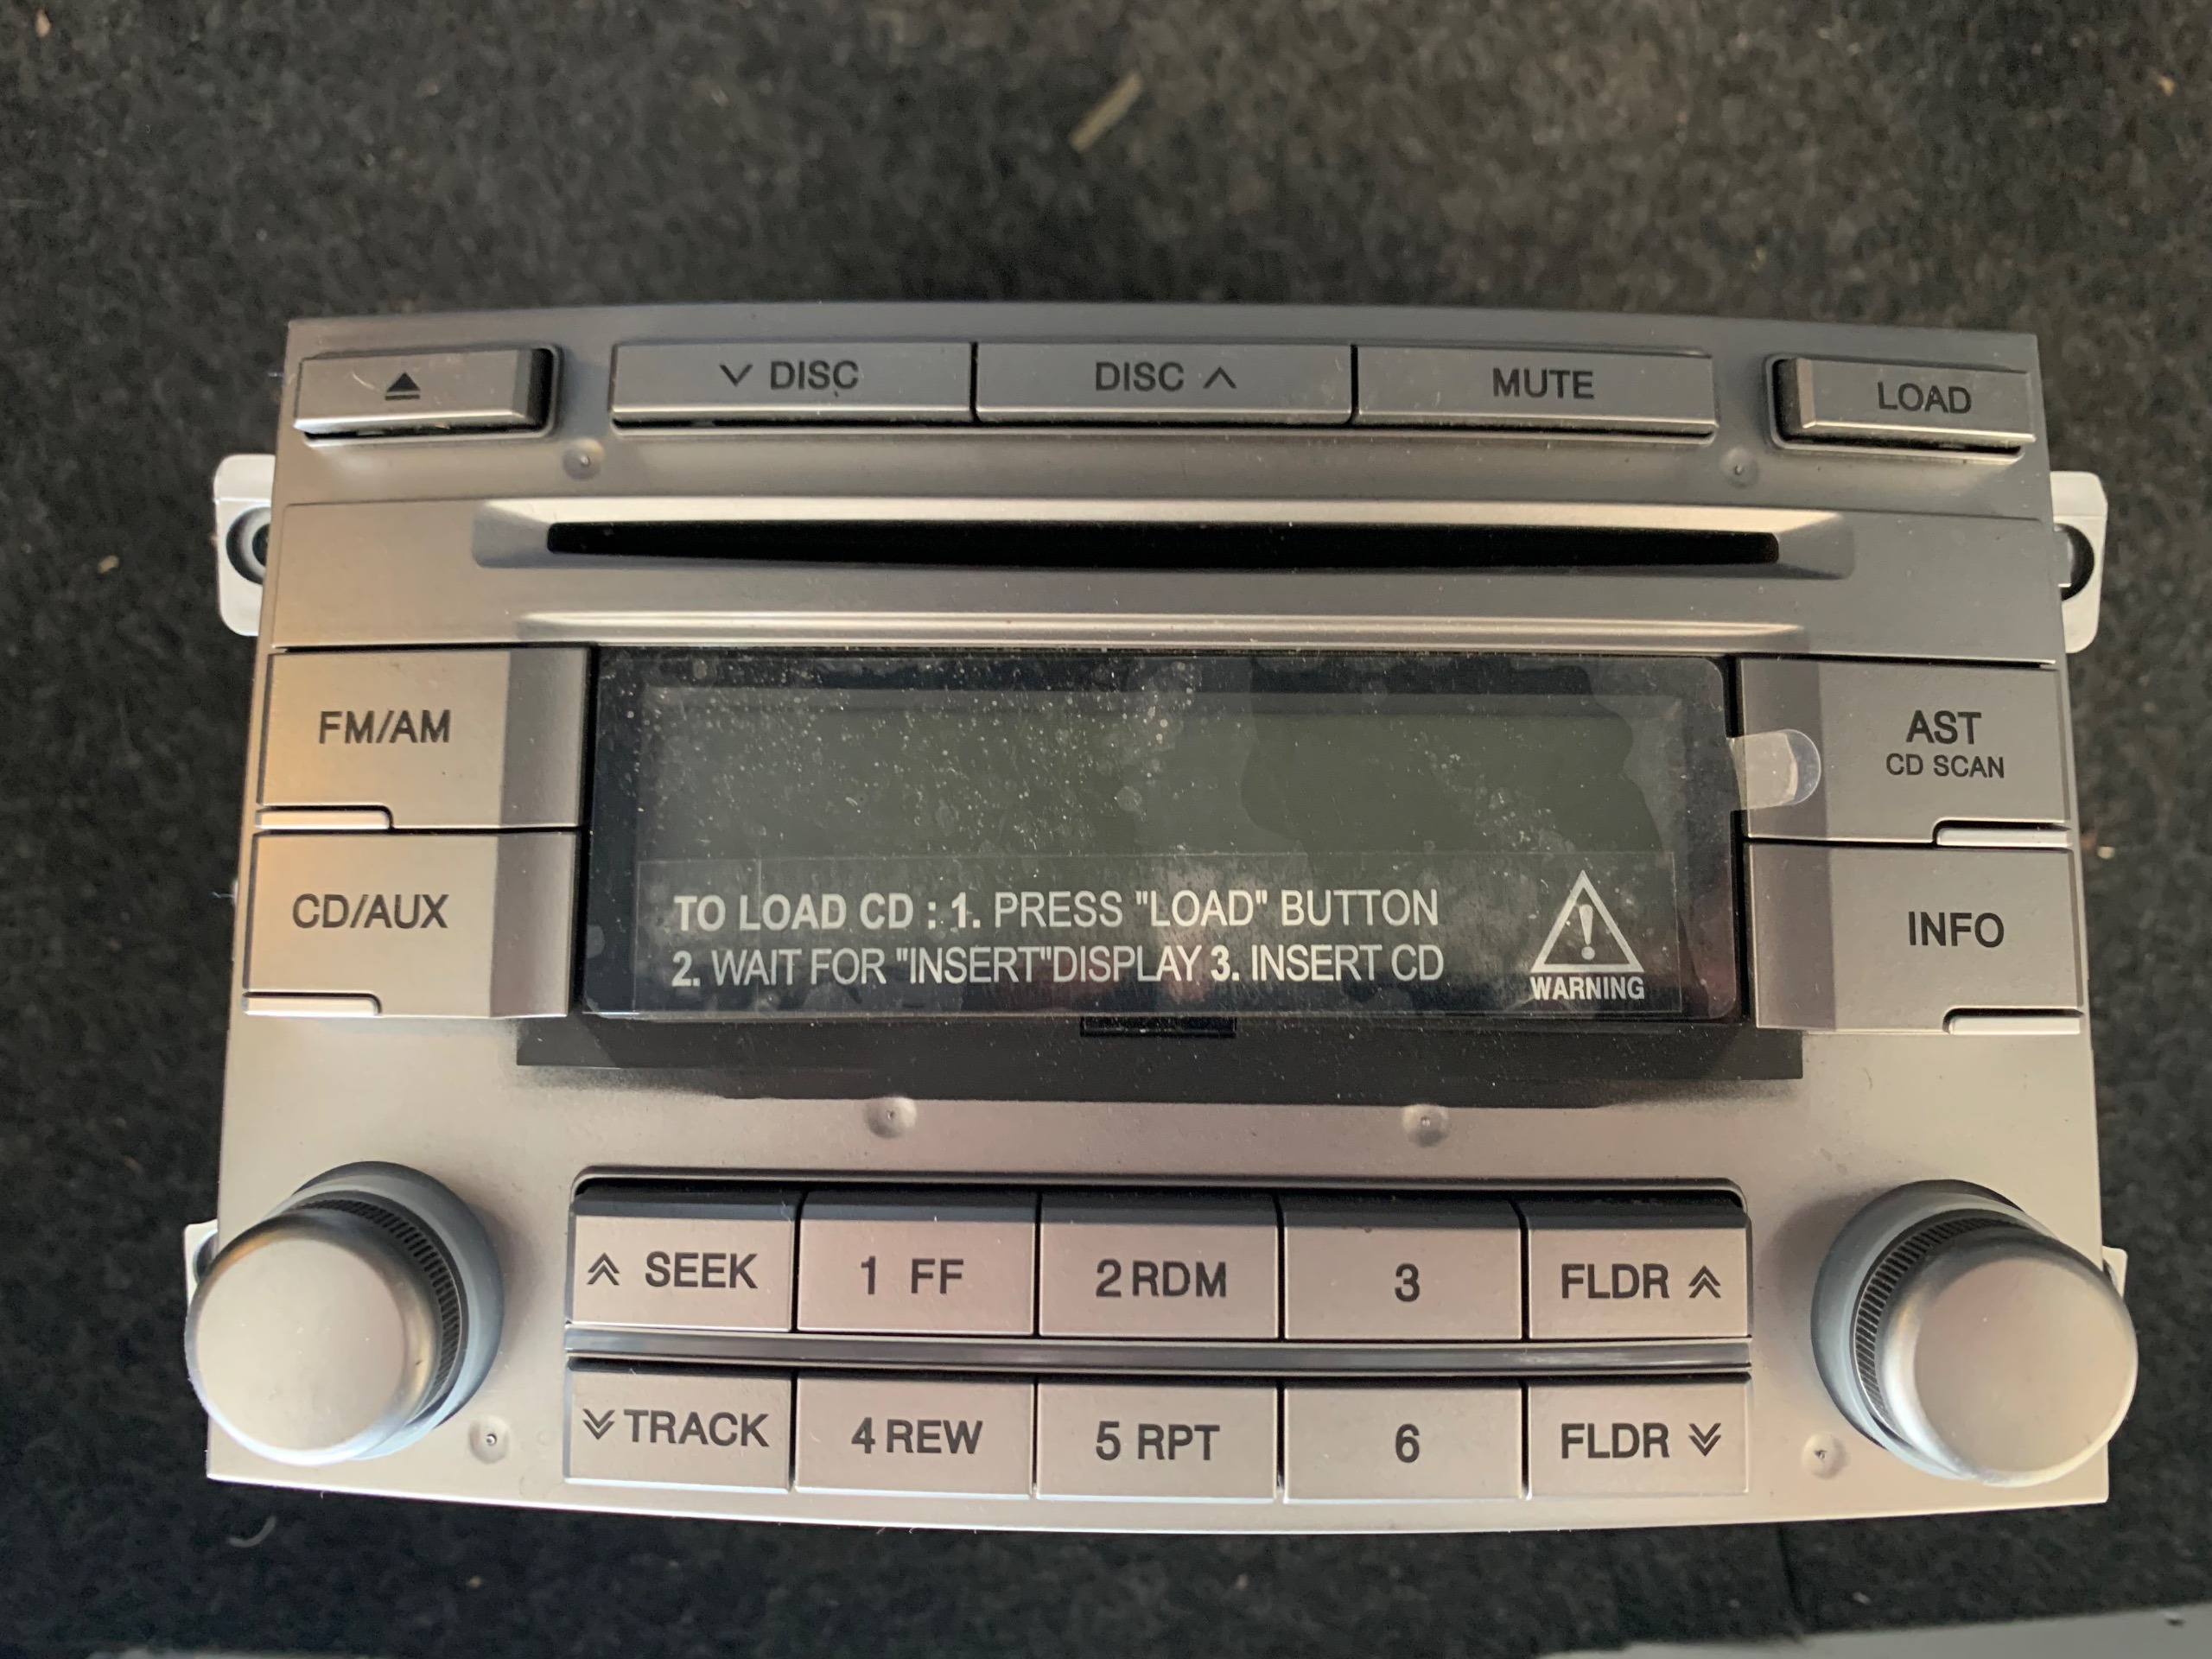 DISC
DISC
MUTE
LOAD
FM/AM
AST
CD SCAN
CD/AUX
INFO
TO LOAD CD : 1. PRESS "LOAD" BUTTON
2. WAIT FOR "INSERT"DISPLAY 3. INSERT CD
WARNING
SEEK
1 FF
2 RDM
3
FLDR
TRACK
4 REW
5 RPT
6
FLDR